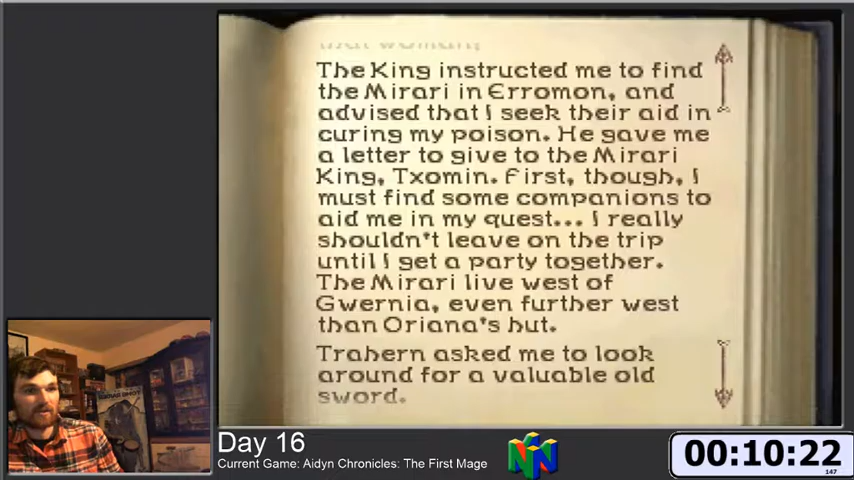 that woman,
The King instructed me to find
the Mirari in Erromon, and
advised that I seek their aid in
curing my poison. He gave me
a letter to give to the Mirari
King, Txomin. First, though, I
must find some companions to
aid me in my quest... I really
shouldn't leave on the trip
until I get a party together.
The Mirari live west of
Gwernia, even further west
than Oriana's hut.
Trahern asked me to look
around for a valuable old
sword.
Day 16
Current Game: Aidyn Chronicles: The First Mage
00:10:22
147